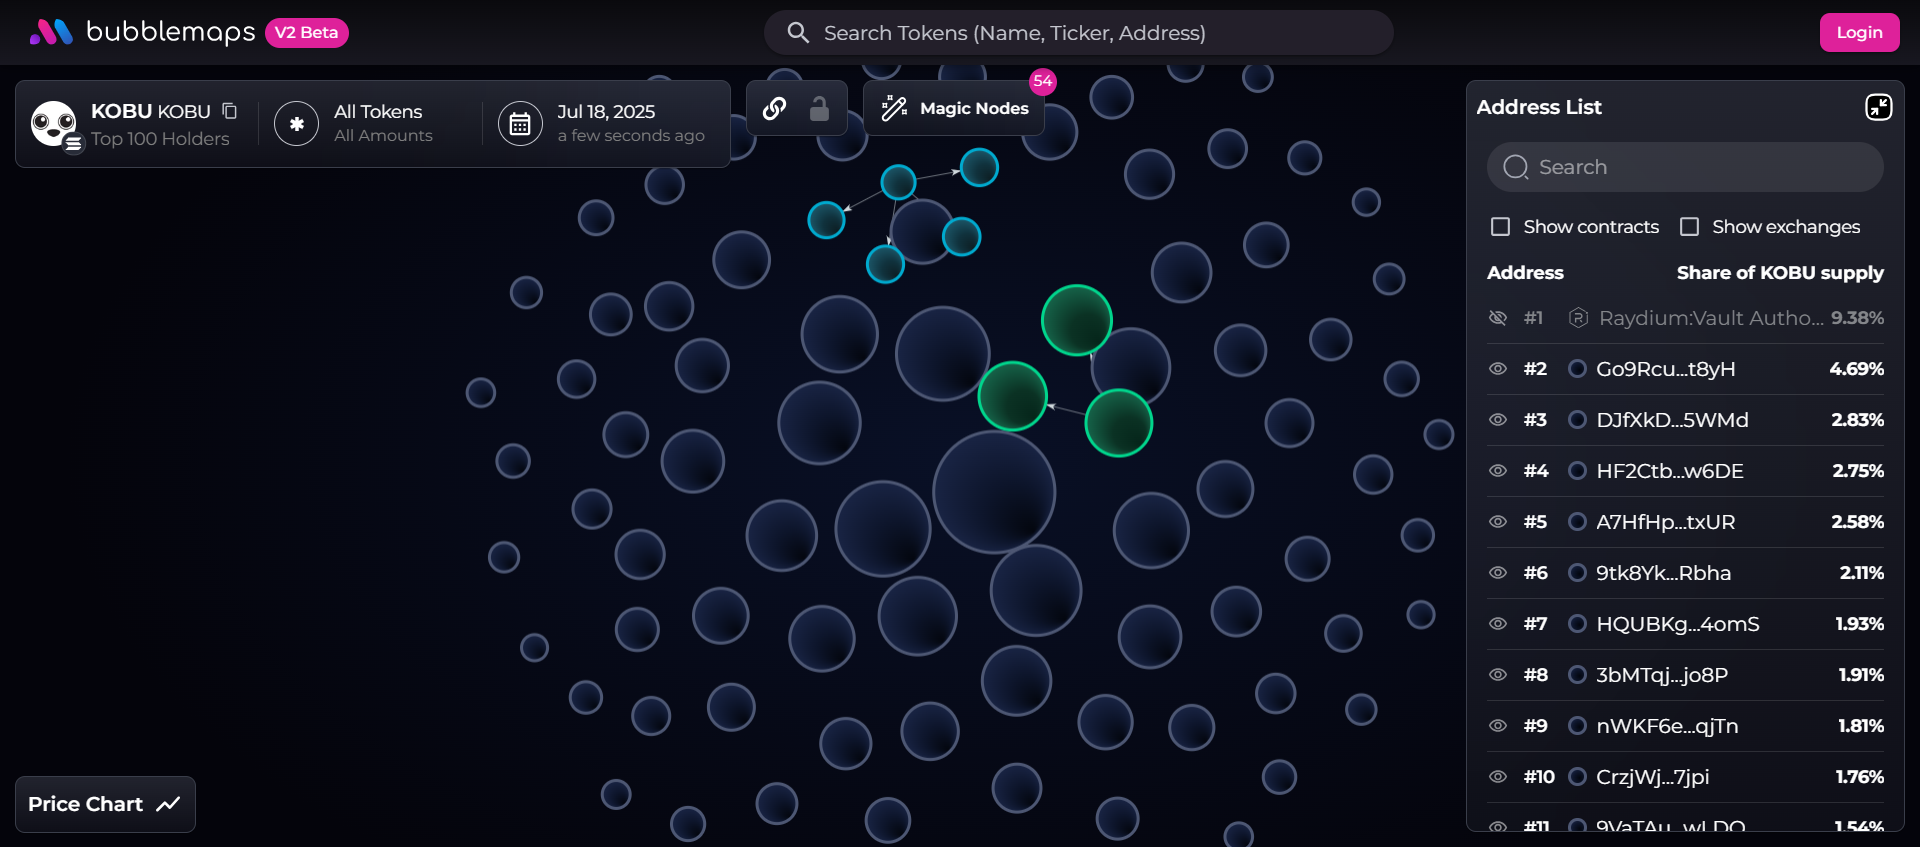 bubblemaps V2 Beta
Search Tokens (Name, Ticker, Address)
Login
KOBU KOBU
Top 100 Holders
All Tokens
All Amounts
Jul 18, 2025
a few seconds ago
Magic Nodes
54
Address List
Search
Show contracts
Show exchanges
Address Share of KOBU supply
#1 Raydium:Vault Autho... 9.38%
#2 Go9Rcu...t8yH 4.69%
#3 DJfXkD...5WMd 2.83%
#4 HF2Ctb...w6DE 2.75%
#5 A7HfHp...txUR 2.58%
#6 9tk8Yk...Rbha 2.11%
#7 HQUBKg...4omS 1.93%
#8 3bMTqj...jo8P 1.91%
#9 nWKF6e...qjTn 1.81%
#10 CrzjWj...7jpi 1.76%
#11 1.54%
Price Chart